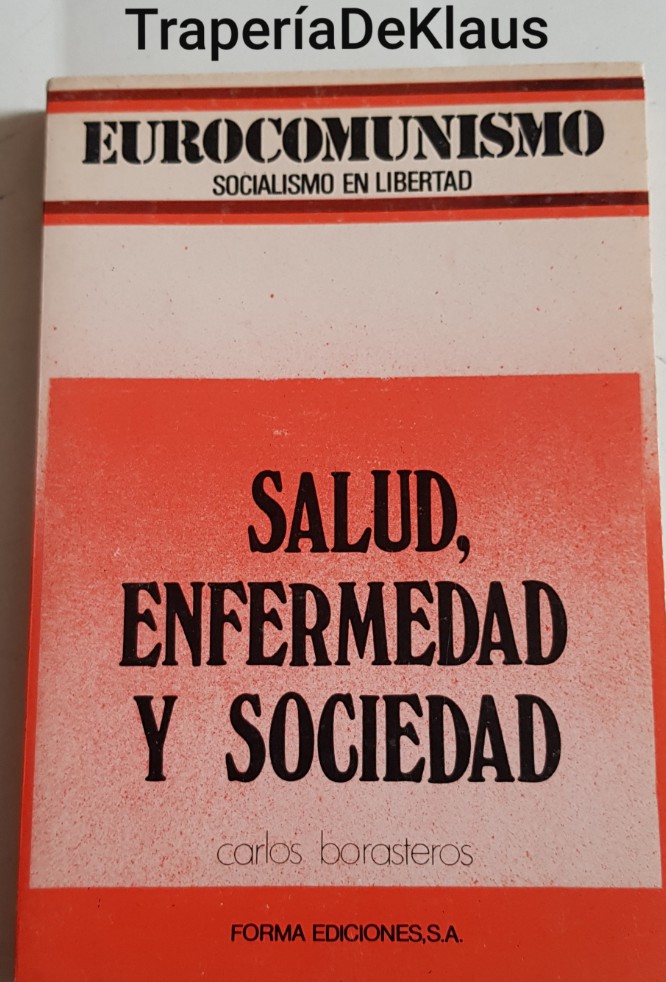 TraperíaDeKlaus
EUROCOMUNISMO
SOCIALISMO EN LIBERTAD
SALUD,
ENFERMEDAD
Y SOCIEDAD
carlos borasteros
FORMA EDICIONES,S.A.